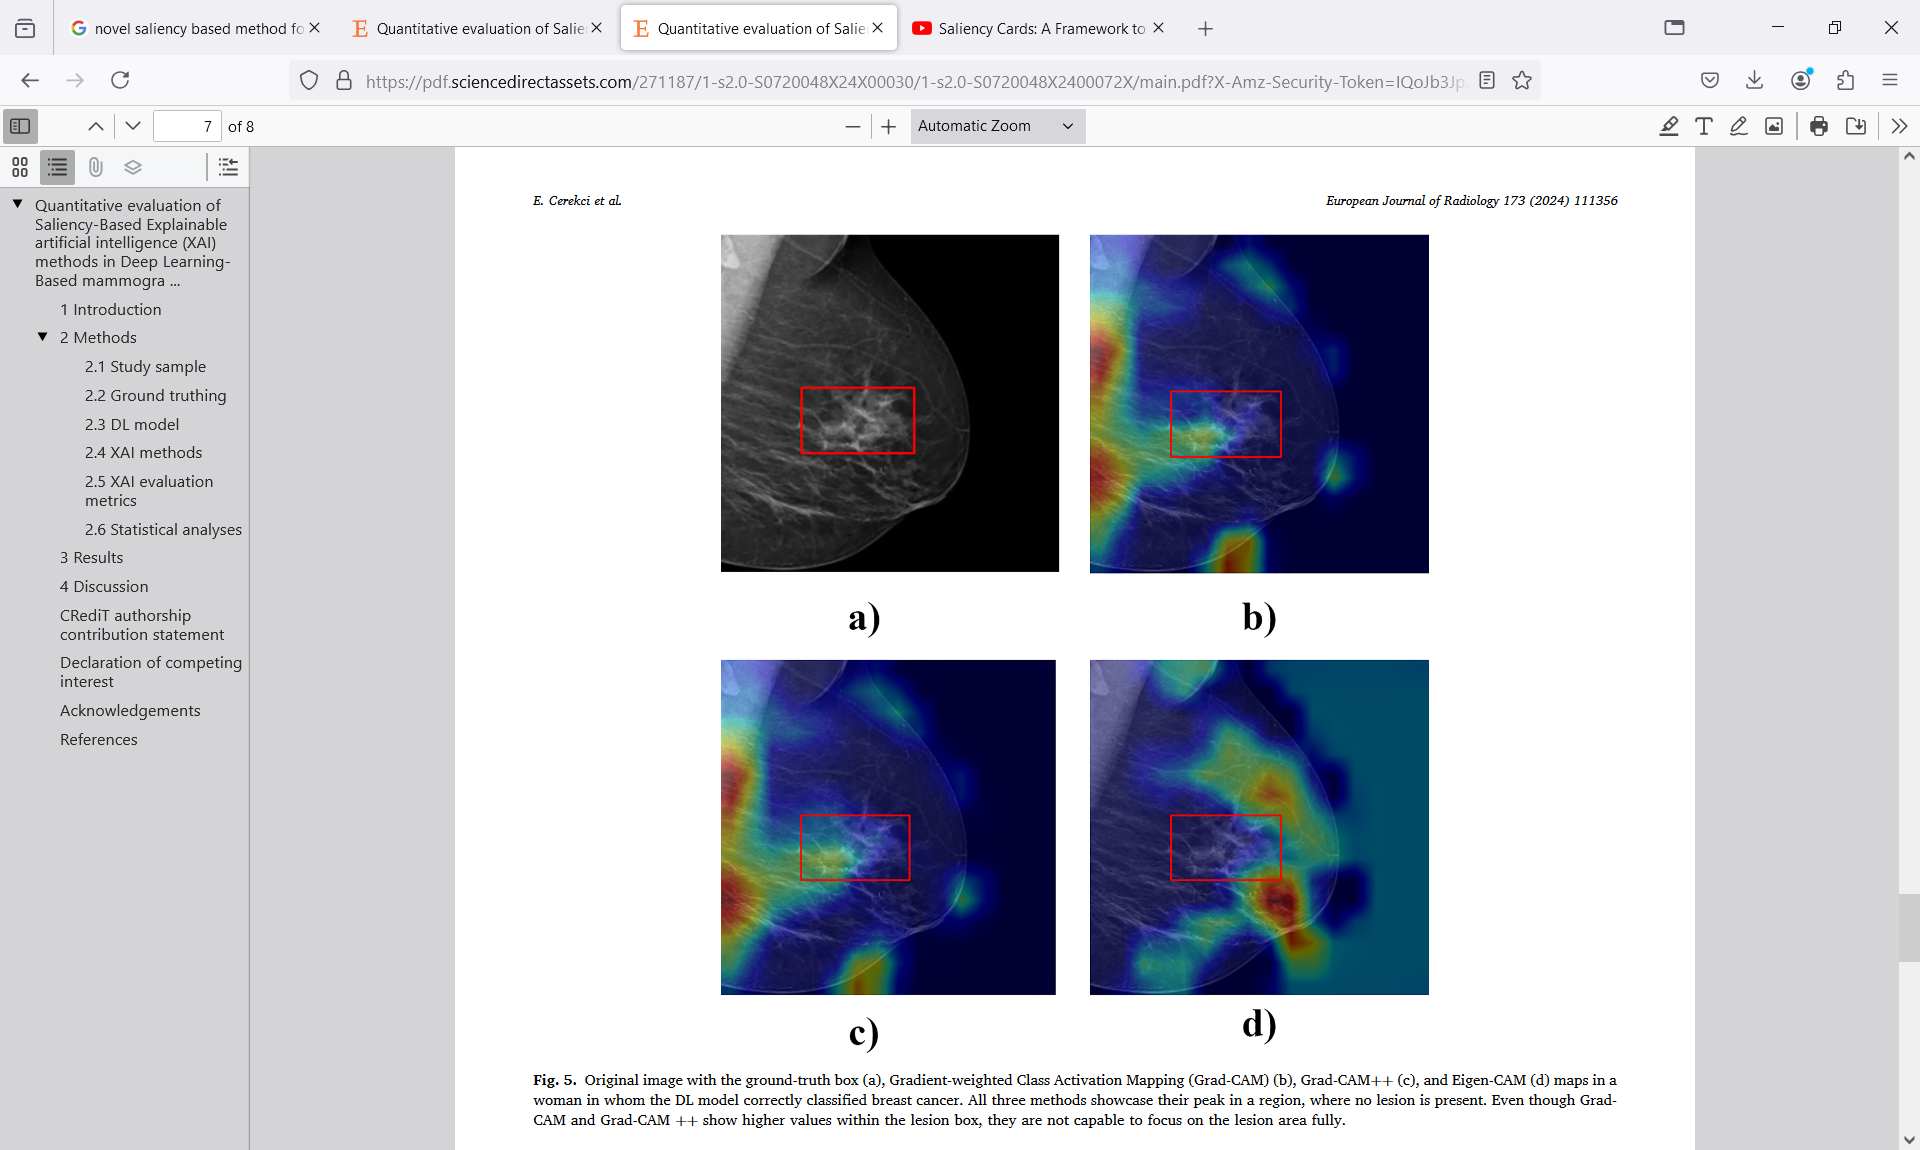 novel saliency based method fo
Quantitative evaluation of Salie
Quantitative evaluation of Salie
Saliency Cards: A Framework to
https://pdf.sciencedirectassets.com/271187/1-s2.0-S0720048X24X00030/1-s2.0-S0720048X2400072X/main.pdf?X-Amz-Security-Token=IQoJb3Jp
7 of 8
Automatic Zoom
Quantitative evaluation of
Saliency-Based Explainable
artificial intelligence (XAI)
methods in Deep Learning-
Based mammogra ...
1 Introduction
2 Methods
2.1 Study sample
2.2 Ground truthing
2.3 DL model
2.4 XAI methods
2.5 XAI evaluation
metrics
2.6 Statistical analyses
3 Results
4 Discussion
CRediT authorship
contribution statement
Declaration of competing
interest
Acknowledgements
References
E. Cerekci et al.
European Journal of Radiology 173 (2024) 111356
a)
b)
c)
d)
Fig. 5. Original image with the ground-truth box (a), Gradient-weighted Class Activation Mapping (Grad-CAM) (b), Grad-CAM++ (c), and Eigen-CAM (d) maps in a
woman in whom the DL model correctly classified breast cancer. All three methods showcase their peak in a region, where no lesion is present. Even though Grad-
CAM and Grad-CAM ++ show higher values within the lesion box, they are not capable to focus on the lesion area fully.